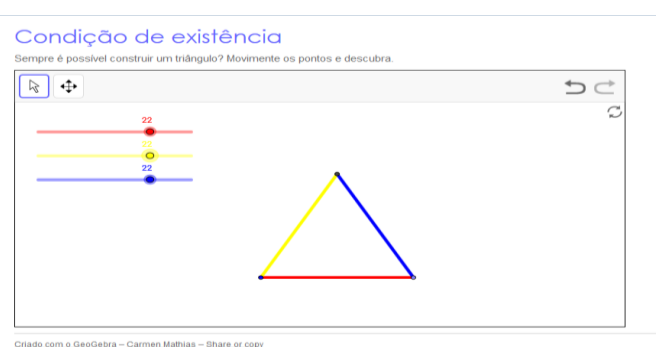 Condição de existência
Sempre é possível construir um triângulo? Movimente os pontos e descubra.
22
22
22
Criado com o GeoGebra – Carmen Mathias – Share or copy